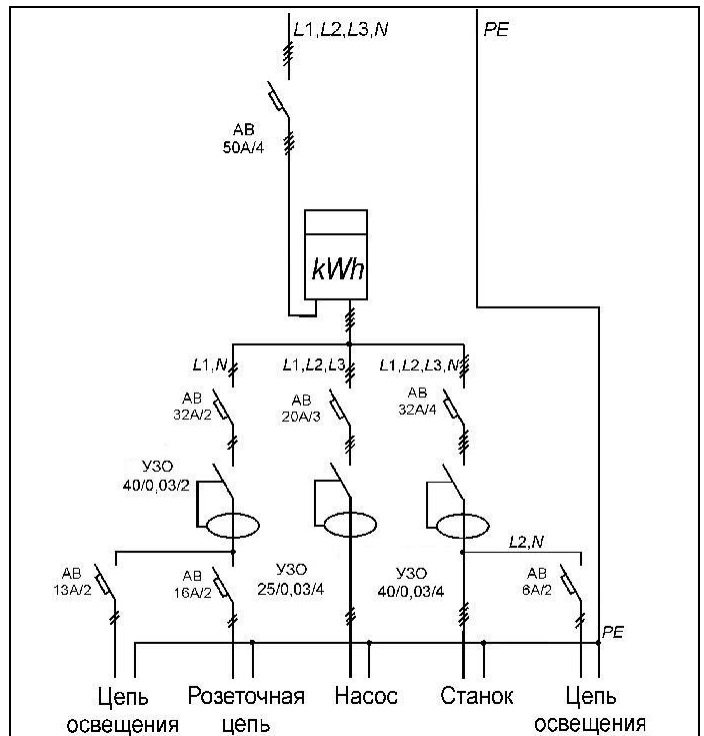 L1,L2,L3,N
PE
АВ
50А/4
kWh
L1,N
L1,L2,L3
L1,L2,L3,N
АВ
32А/2
АВ
20А/3
АВ
32А/4
УЗО
40/0,03/2
L2,N
АВ
13А/2
АВ
16А/2
УЗО
25/0,03/4
УЗО
40/0,03/4
АВ
6А/2
PE
Цепь
освещения
Розеточная
цепь
Насос
Станок
Цепь
освещения